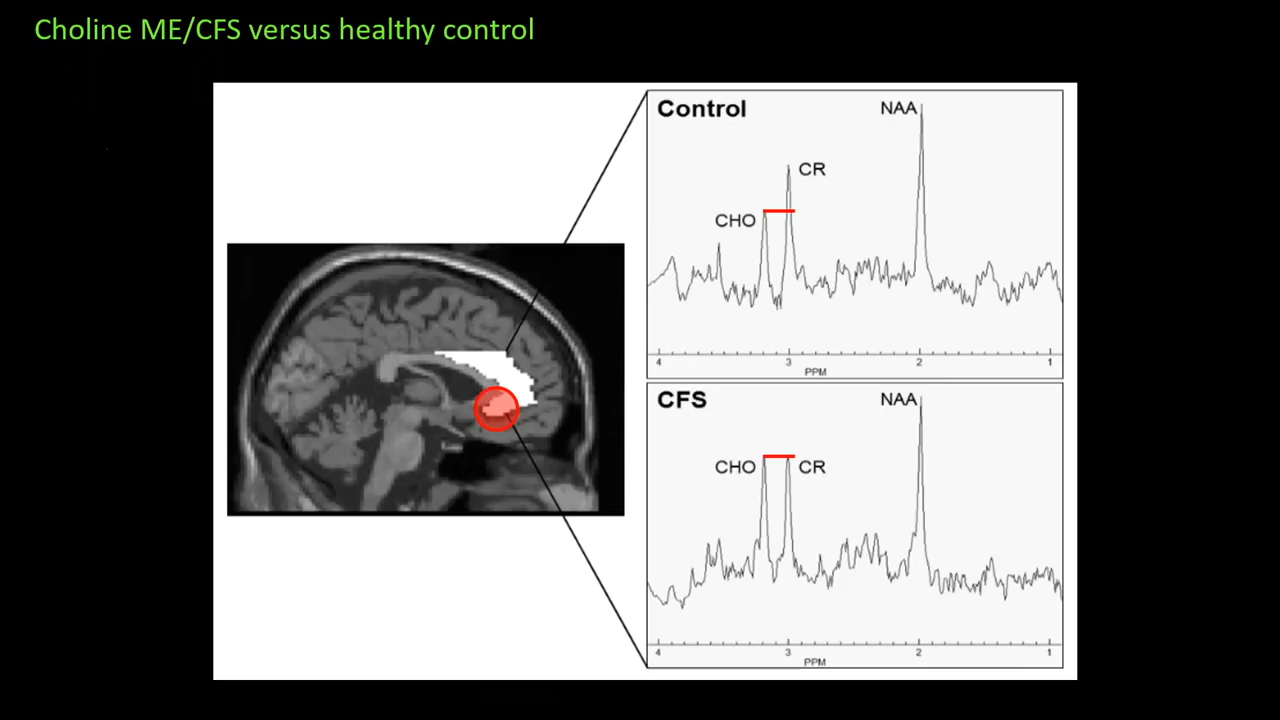 Choline ME/CFS versus healthy control
Control
NAA
CR
CHO
4 3 2 1
PPM
CFS
NAA
CHO CR
4 3 2 1
PPM